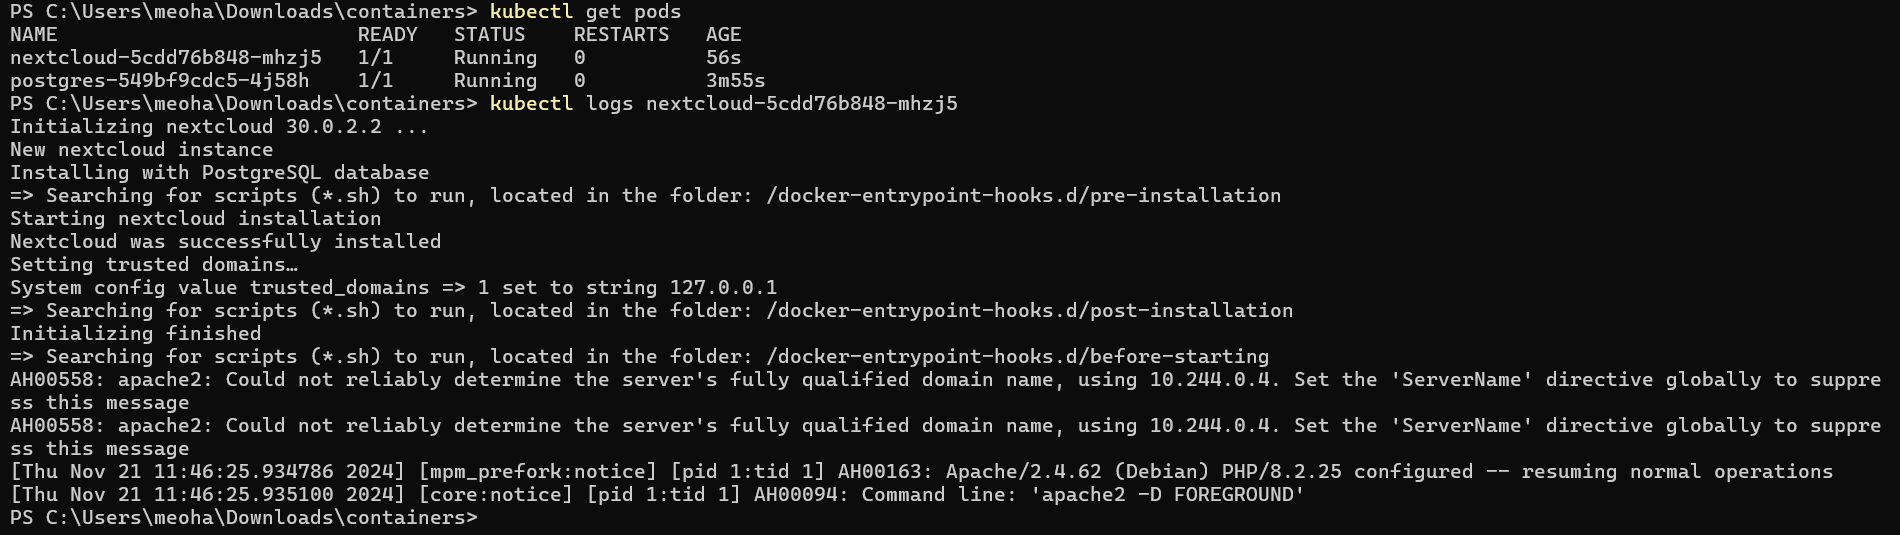 PS C:\Users\meoha\Downloads\containers> kubectl get pods
NAME                         READY   STATUS    RESTARTS   AGE
nextcloud-5cdd76b848-mhzj5   1/1     Running   0          56s
postgres-549bf9cdc5-4j58h    1/1     Running   0          3m55s
PS C:\Users\meoha\Downloads\containers> kubectl logs nextcloud-5cdd76b848-mhzj5
Initializing nextcloud 30.0.2.2 ...
New nextcloud instance
Installing with PostgreSQL database
=> Searching for scripts (*.sh) to run, located in the folder: /docker-entrypoint-hooks.d/pre-installation
Starting nextcloud installation
Nextcloud was successfully installed
Setting trusted domains…
System config value trusted_domains => 1 set to string 127.0.0.1
=> Searching for scripts (*.sh) to run, located in the folder: /docker-entrypoint-hooks.d/post-installation
Initializing finished
=> Searching for scripts (*.sh) to run, located in the folder: /docker-entrypoint-hooks.d/before-starting
AH00558: apache2: Could not reliably determine the server's fully qualified domain name, using 10.244.0.4. Set the 'ServerName' directive globally to suppre
ss this message
AH00558: apache2: Could not reliably determine the server's fully qualified domain name, using 10.244.0.4. Set the 'ServerName' directive globally to suppre
ss this message
[Thu Nov 21 11:46:25.934786 2024] [mpm_prefork:notice] [pid 1:tid 1] AH00163: Apache/2.4.62 (Debian) PHP/8.2.25 configured -- resuming normal operations
[Thu Nov 21 11:46:25.935100 2024] [core:notice] [pid 1:tid 1] AH00094: Command line: 'apache2 -D FOREGROUND'
PS C:\Users\meoha\Downloads\containers>